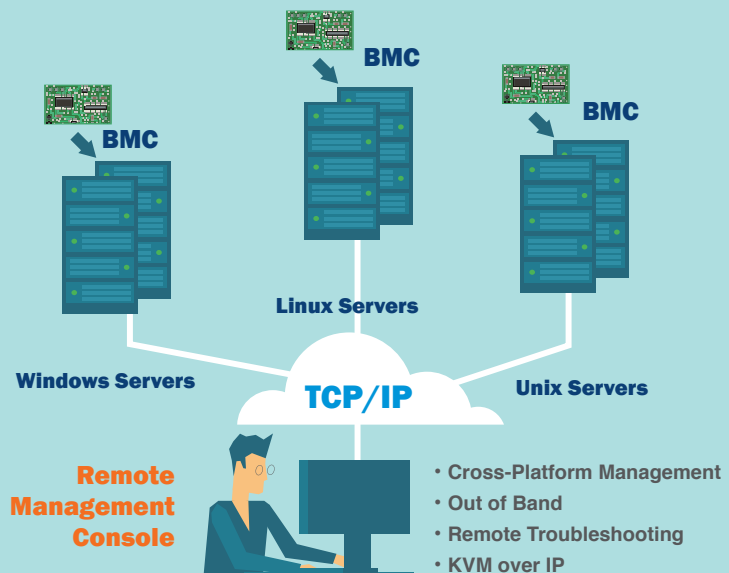 BMC
BMC
BMC
Linux Servers
Windows Servers
Unix Servers
TCP/IP
Remote
Management
Console
• Cross-Platform Management
• Out of Band
• Remote Troubleshooting
• KVM over IP